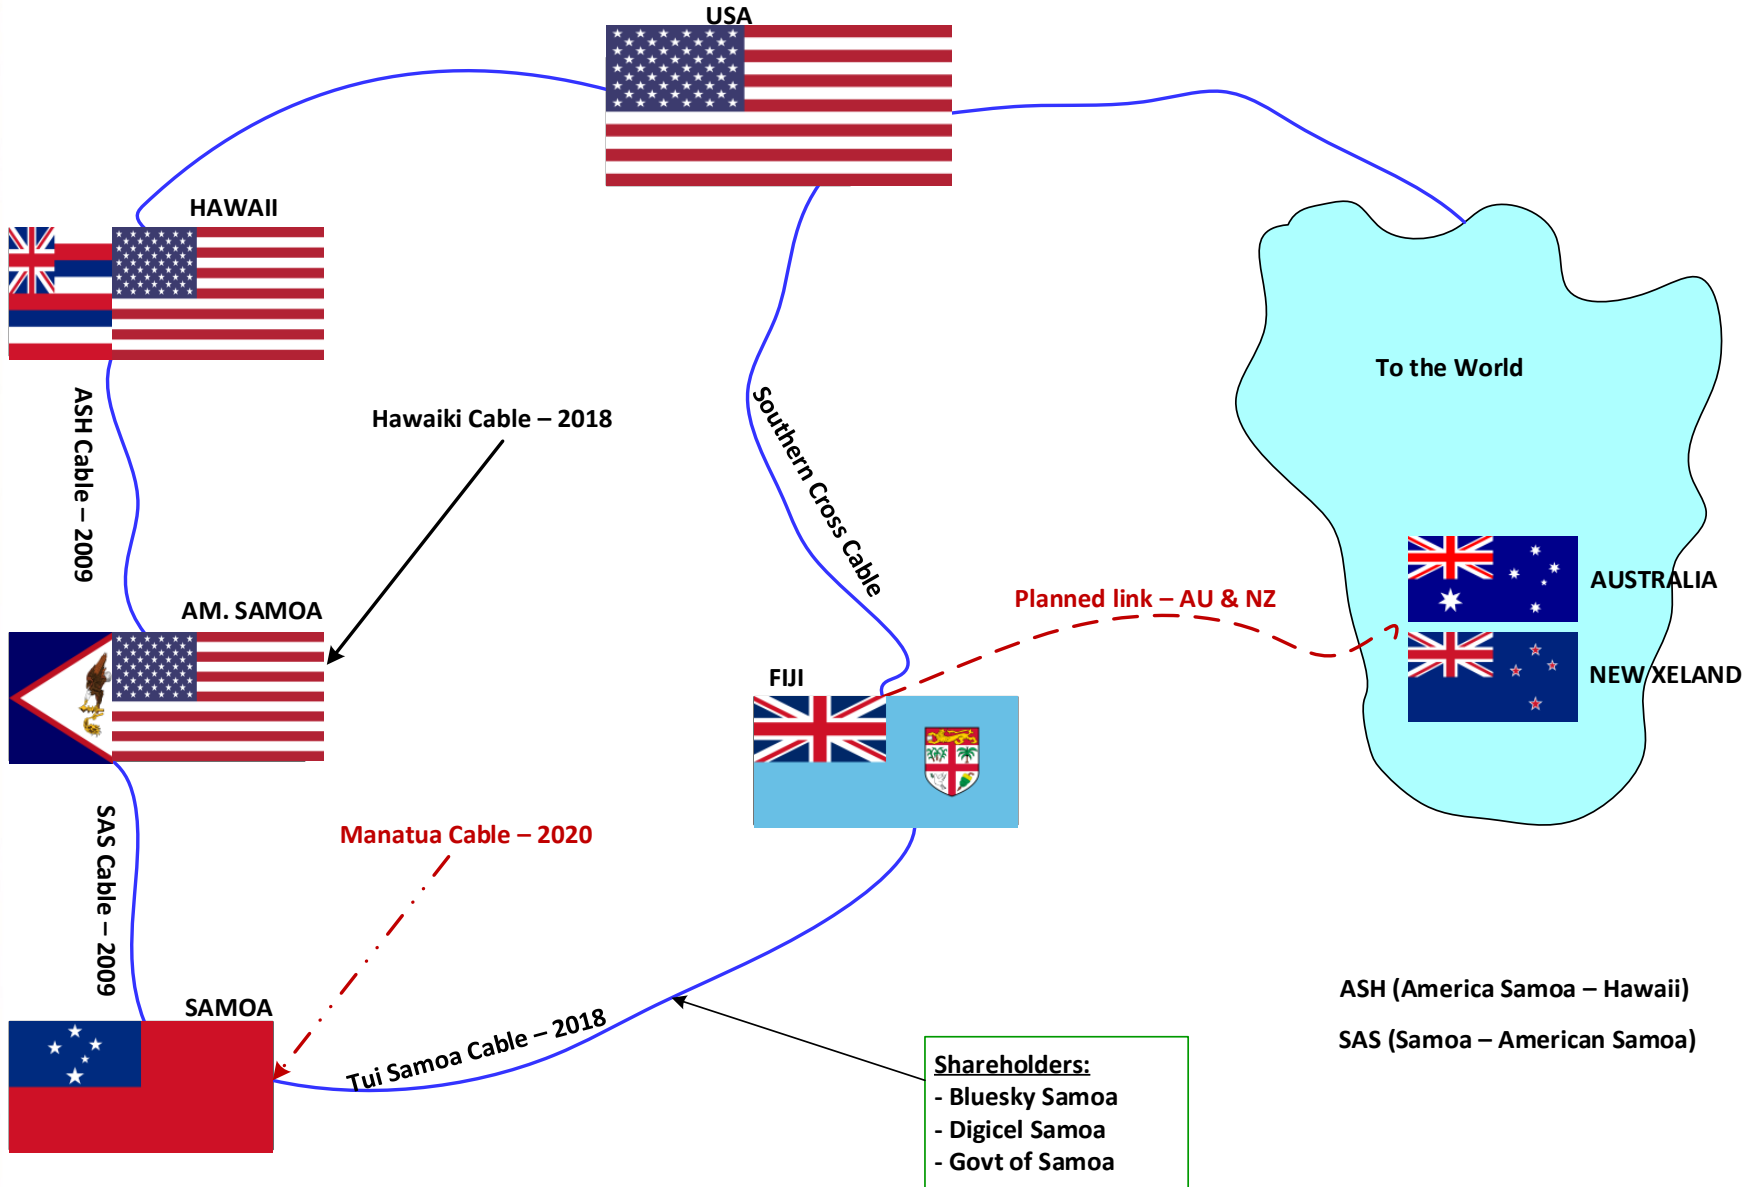 USA
HAWAII
To the World
ASH Cable – 2009
Hawaiki Cable – 2018
Southern Cross Cable
AUSTRALIA
Planned link – AU & NZ
AM. SAMOA
NEW XELAND
FIJI
SAS Cable – 2009
Manatua Cable – 2020
SAMOA
Tui Samoa Cable – 2018
ASH (America Samoa – Hawaii)
SAS (Samoa – American Samoa)
Shareholders:
- Bluesky Samoa
- Digicel Samoa
- Govt of Samoa